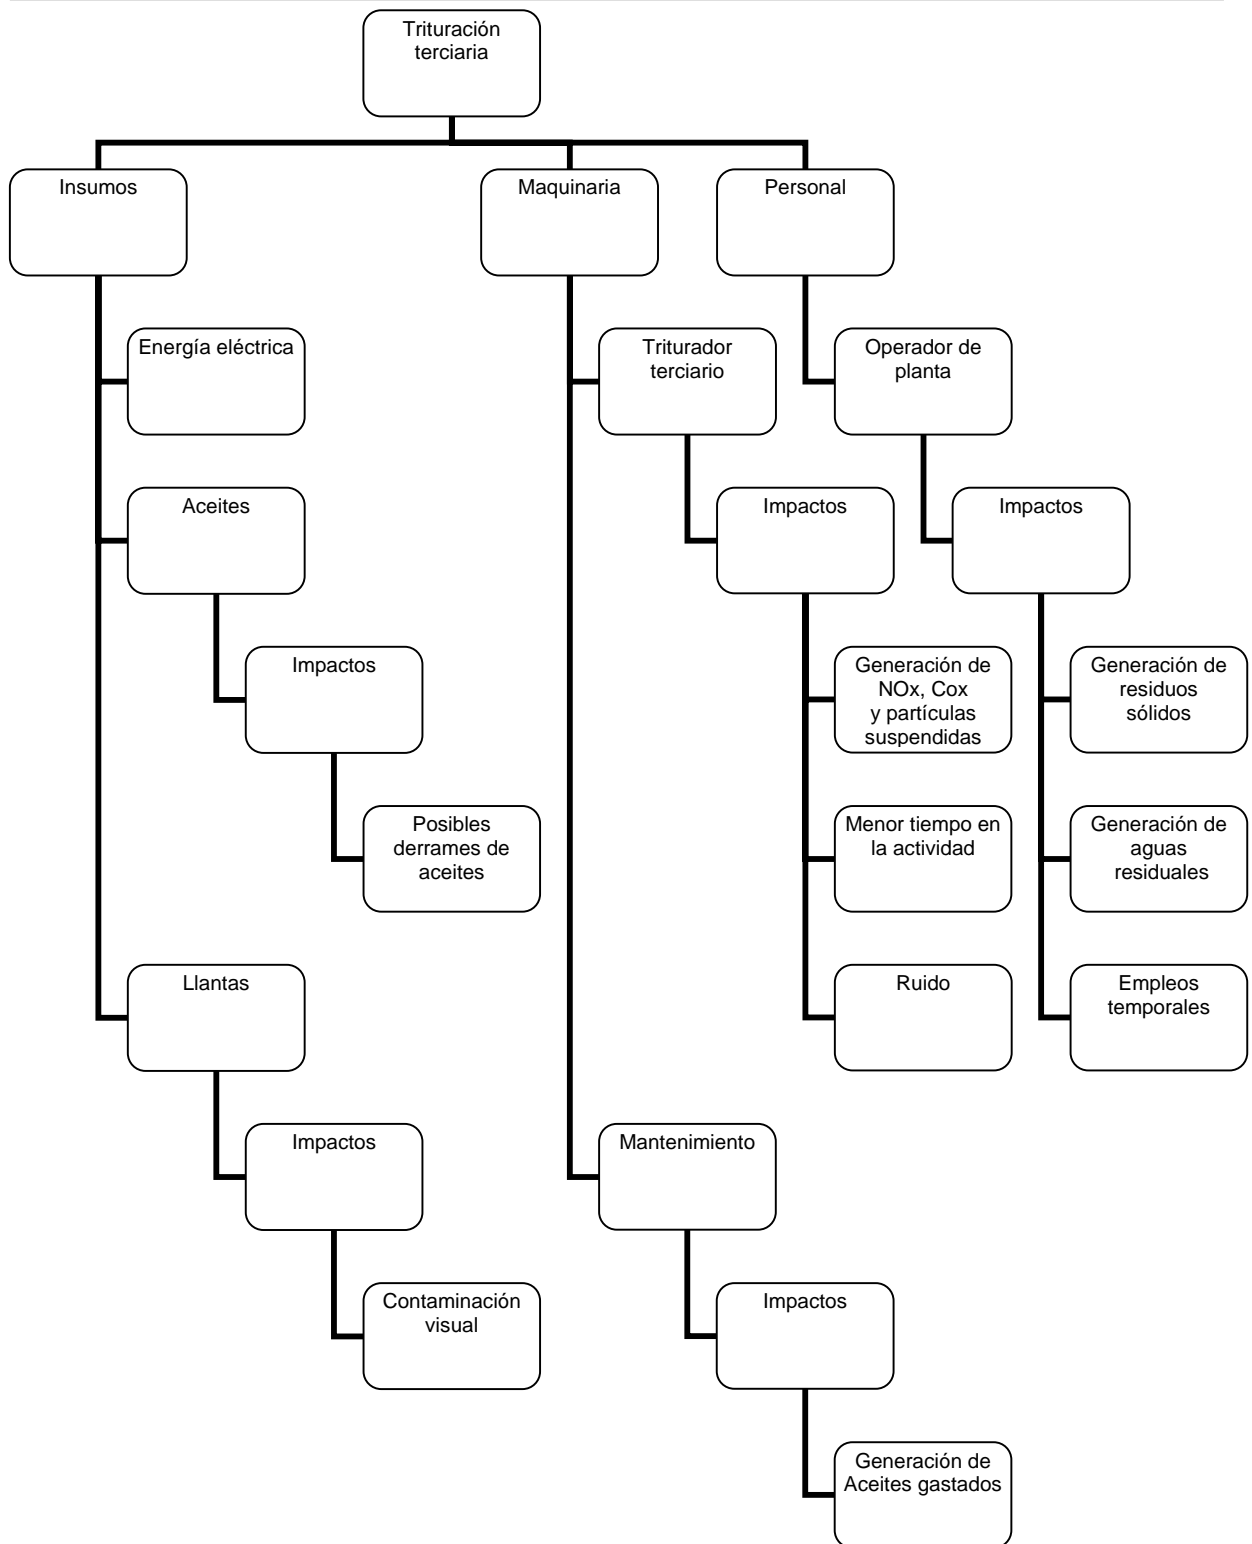 Trituración
terciaria
Insumos
Maquinaria
Personal
Energía eléctrica
Triturador
terciario
Operador de
planta
Aceites
Impactos
Impactos
Impactos
Generación de
NOx, Cox
y partículas
suspendidas
Generación de
residuos
sólidos
Posibles
derrames de
aceites
Menor tiempo en
la actividad
Generación de
aguas
residuales
Llantas
Ruido
Empleos
temporales
Impactos
Mantenimiento
Contaminación
visual
Impactos
Generación de
Aceites gastados